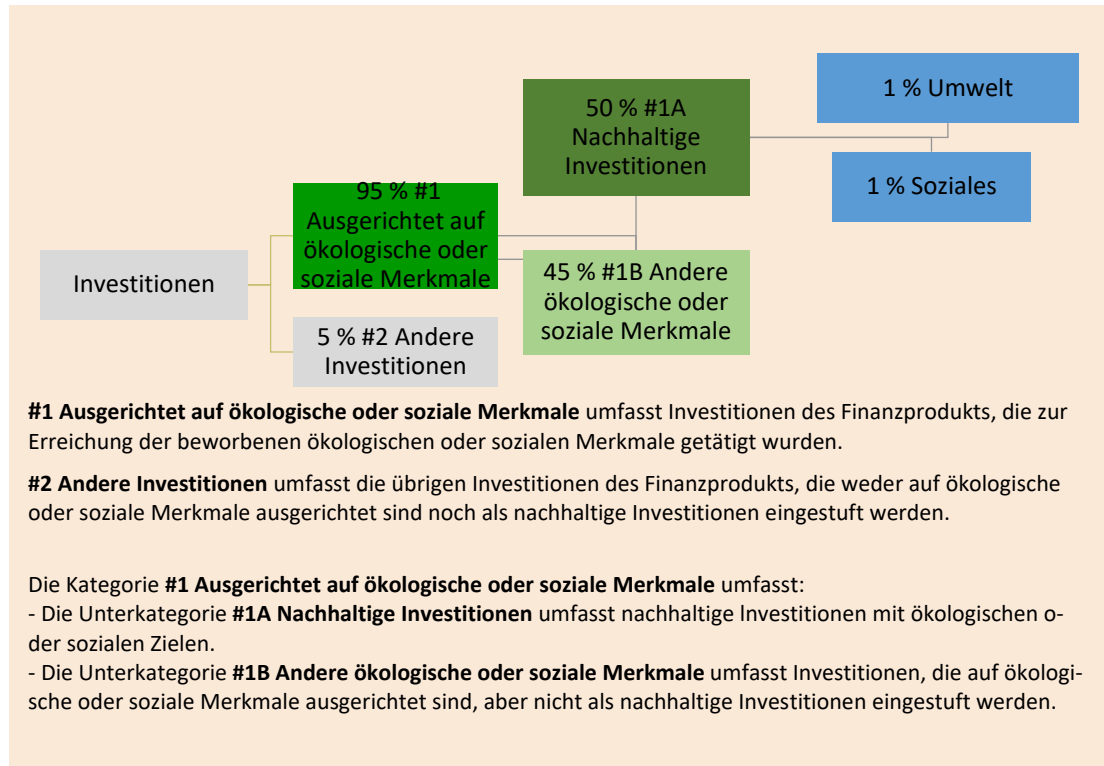 1 % Umwelt
50 % #1A
Nachhaltige
Investitionen
1 % Soziales
95 % #1
Ausgerichtet auf
ökologische oder
soziale Merkmale
Investitionen
45 % #1B Andere
ökologische oder
soziale Merkmale
5 % #2 Andere
Investitionen
#1 Ausgerichtet auf ökologische oder soziale Merkmale umfasst Investitionen des Finanzprodukts, die zur
Erreichung der beworbenen ökologischen oder sozialen Merkmale getätigt wurden.
#2 Andere Investitionen umfasst die übrigen Investitionen des Finanzprodukts, die weder auf ökologische
oder soziale Merkmale ausgerichtet sind noch als nachhaltige Investitionen eingestuft werden.
Die Kategorie #1 Ausgerichtet auf ökologische oder soziale Merkmale umfasst:
- Die Unterkategorie #1A Nachhaltige Investitionen umfasst nachhaltige Investitionen mit ökologischen o-
der sozialen Zielen.
- Die Unterkategorie #1B Andere ökologische oder soziale Merkmale umfasst Investitionen, die auf ökologi-
sche oder soziale Merkmale ausgerichtet sind, aber nicht als nachhaltige Investitionen eingestuft werden.